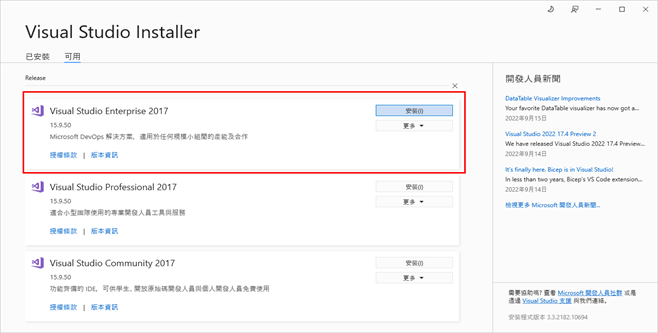 Visual Studio Installer
已安裝 可用
Release
Visual Studio Enterprise 2017
15.9.50
Microsoft DevOps 解決方案，適用於任何規模小組間的產能及合作
授權條款 | 版本資訊
安裝(I)
更多
Visual Studio Professional 2017
15.9.50
適合小型團隊使用的專業開發人員工具與服務
授權條款 | 版本資訊
安裝(I)
更多
Visual Studio Community 2017
15.9.50
功能齊備的 IDE，可供學生、開放原始碼開發人員與個人開發人員免費使用
授權條款 | 版本資訊
安裝(I)
更多
開發人員新聞
DataTable Visualizer Improvements
Your favorite DataTable visualizer has now got a...
2022年9月15日
Visual Studio 2022 17.4 Preview 2
We have released Visual Studio 2022 17.4 Preview...
2022年9月14日
It's finally here. Bicep is in Visual Studio!
In less than two years, Bicep's VS Code extension...
2022年9月14日
檢視更多 Microsoft 開發人員新聞...
需要協助嗎? 查看 Microsoft 開發人員社群 或是
透過 Visual Studio 支援 與我們連絡。
安裝程式版本 3.3.2182.10694